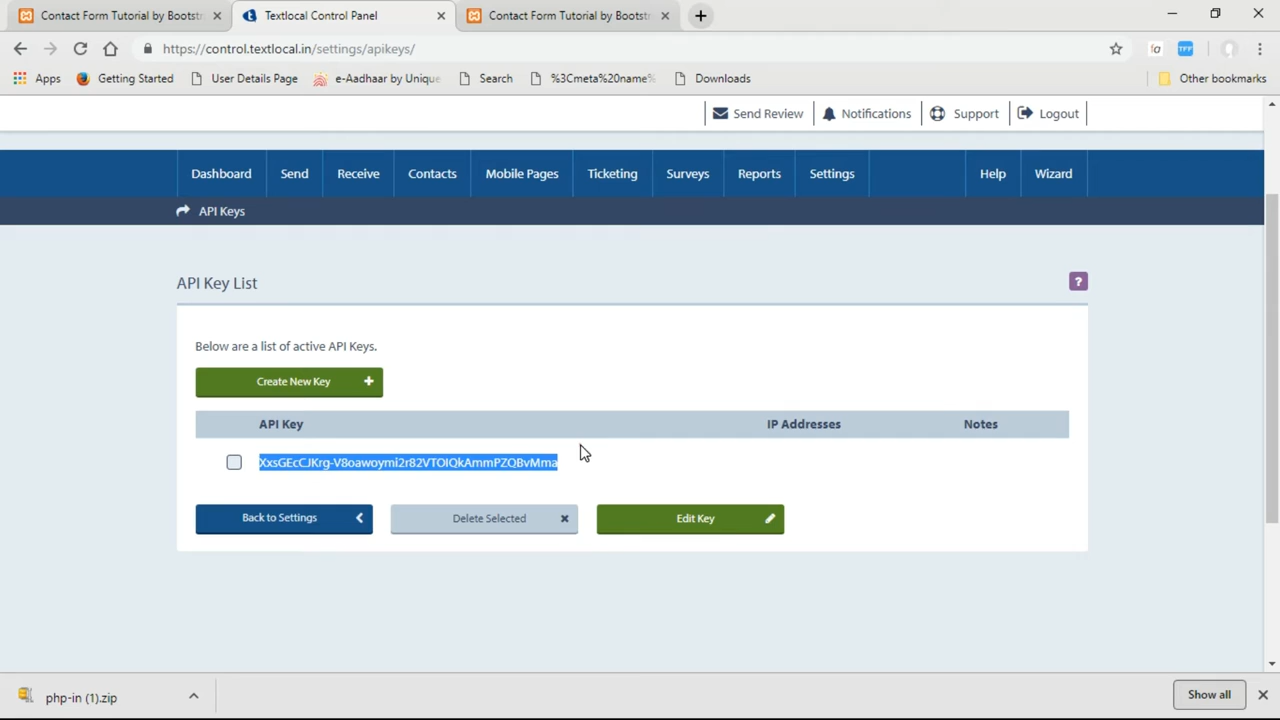 Contact Form Tutorial by Bootstr
Textlocal Control Panel
Contact Form Tutorial by Bootstr
https://control.textlocal.in/settings/apikeys/
Apps
Getting Started
User Details Page
e-Aadhaar by Unique
Search
%3Cmeta%20name%
Downloads
Other bookmarks
Send Review
Notifications
Support
Logout
Dashboard
Send
Receive
Contacts
Mobile Pages
Ticketing
Surveys
Reports
Settings
Help
Wizard
API Keys
API Key List
?
Below are a list of active API Keys.
Create New Key
API Key
IP Addresses
Notes
XxsGEcCJKrg-V8oawoymi2r82VTOIQkAmmPZQBvMma
Back to Settings
Delete Selected
Edit Key
php-in (1).zip
Show all